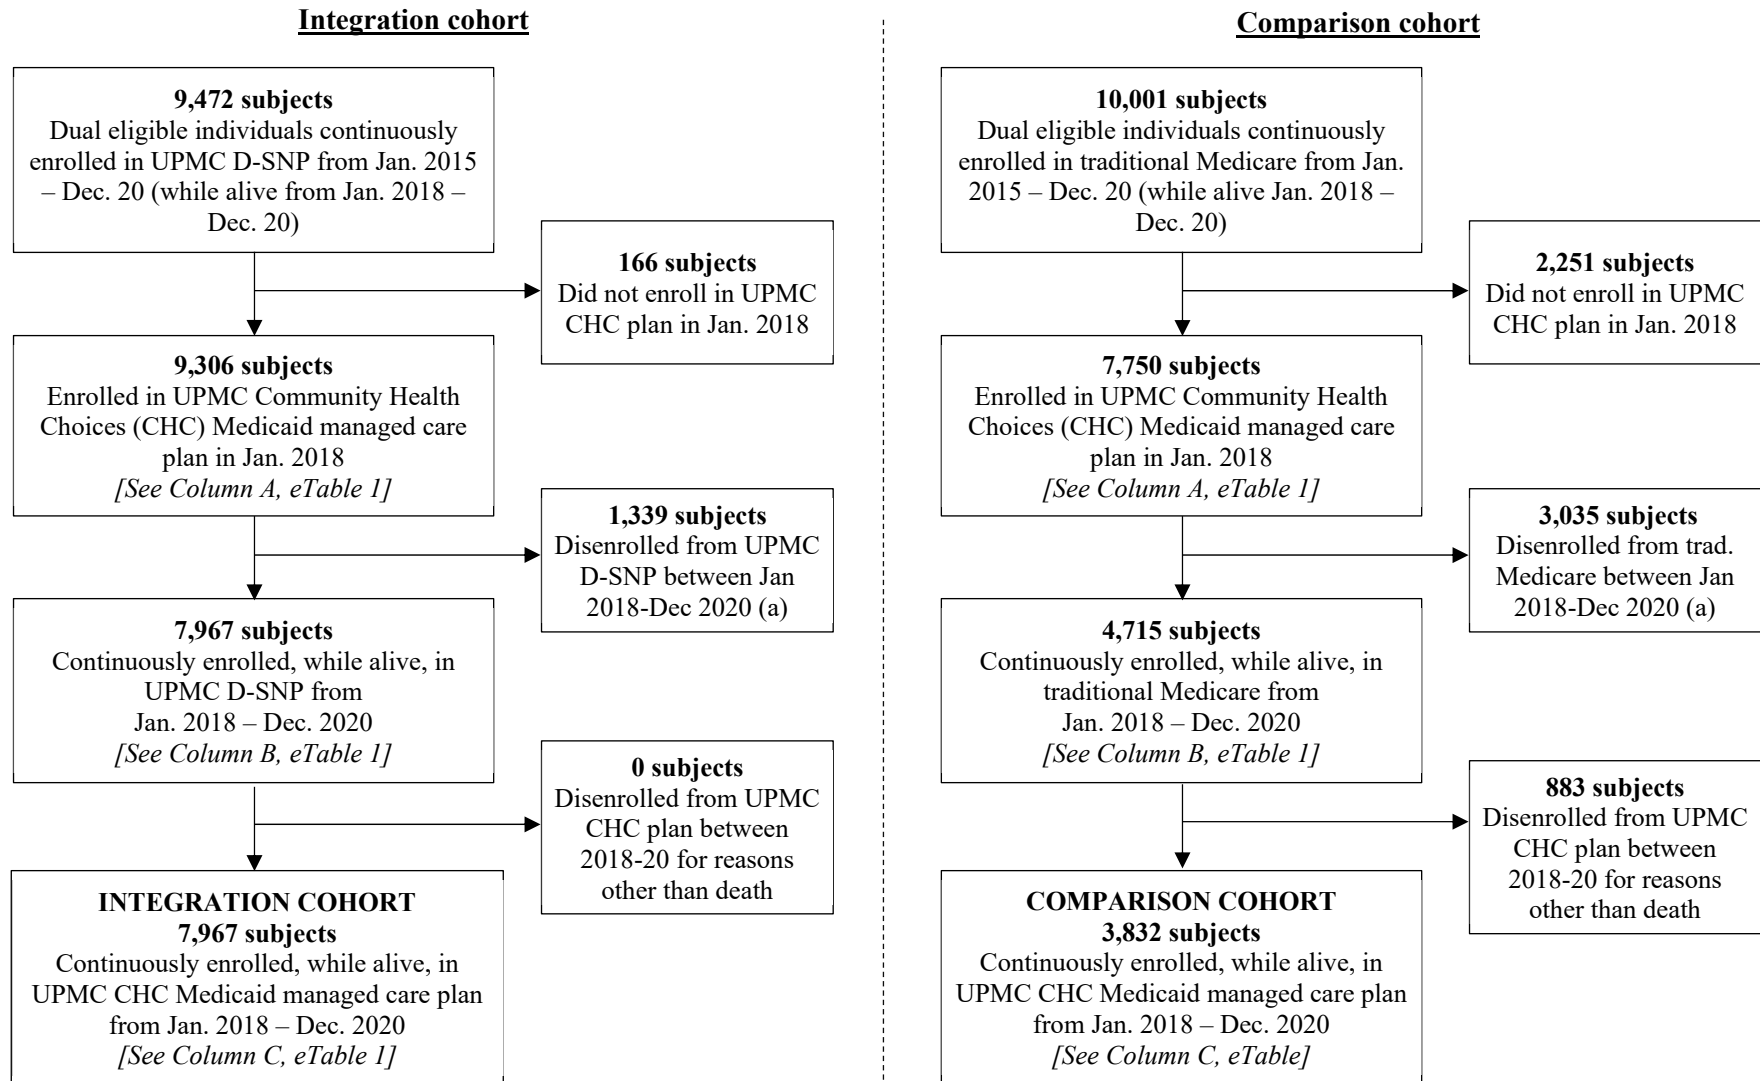 Integration cohort
9,472 subjects
Dual eligible individuals continuously
enrolled in UPMC D-SNP from Jan. 2015
– Dec. 20 (while alive from Jan. 2018 –
Dec. 20)
166 subjects
Did not enroll in UPMC
CHC plan in Jan. 2018
9,306 subjects
Enrolled in UPMC Community Health
Choices (CHC) Medicaid managed care
plan in Jan. 2018
[See Column A, eTable 1]
1,339 subjects
Disenrolled from UPMC
D-SNP between Jan
2018-Dec 2020 (a)
7,967 subjects
Continuously enrolled, while alive, in
UPMC D-SNP from
Jan. 2018 – Dec. 2020
[See Column B, eTable 1]
0 subjects
Disenrolled from UPMC
CHC plan between
2018-20 for reasons
other than death
INTEGRATION COHORT
7,967 subjects
Continuously enrolled, while alive, in
UPMC CHC Medicaid managed care plan
from Jan. 2018 – Dec. 2020
[See Column C, eTable 1]
Comparison cohort
10,001 subjects
Dual eligible individuals continuously
enrolled in traditional Medicare from Jan.
2015 – Dec. 20 (while alive Jan. 2018 –
Dec. 20)
2,251 subjects
Did not enroll in UPMC
CHC plan in Jan. 2018
7,750 subjects
Enrolled in UPMC Community Health
Choices (CHC) Medicaid managed care
plan in Jan. 2018
[See Column A, eTable 1]
3,035 subjects
Disenrolled from trad.
Medicare between Jan
2018-Dec 2020 (a)
4,715 subjects
Continuously enrolled, while alive, in
traditional Medicare from
Jan. 2018 – Dec. 2020
[See Column B, eTable 1]
883 subjects
Disenrolled from UPMC
CHC plan between
2018-20 for reasons
other than death
COMPARISON COHORT
3,832 subjects
Continuously enrolled, while alive, in
UPMC CHC Medicaid managed care plan
from Jan. 2018 – Dec. 2020
[See Column C, eTable]